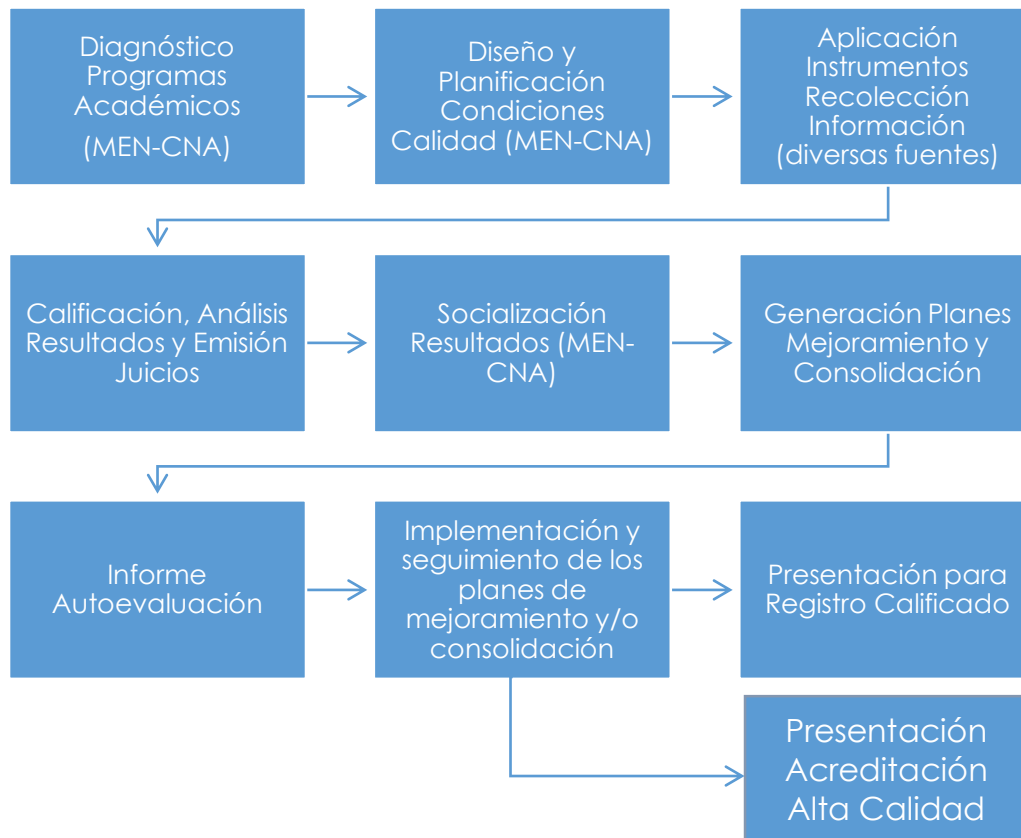 Diagnóstico
Programas
Académicos
(MEN-CNA)
Diseño y
Planificación
Condiciones
Calidad (MEN-CNA)
Aplicación
Instrumentos
Recolección
Información
(diversas fuentes)
Calificación, Análisis
Resultados y Emisión
Juicios
Socialización
Resultados (MEN-
CNA)
Generación Planes
Mejoramiento y
Consolidación
Informe
Autoevaluación
Implementación y
seguimiento de los
planes de
mejoramiento y/o
consolidación
Presentación para
Registro Calificado
Presentación
Acreditación
Alta Calidad